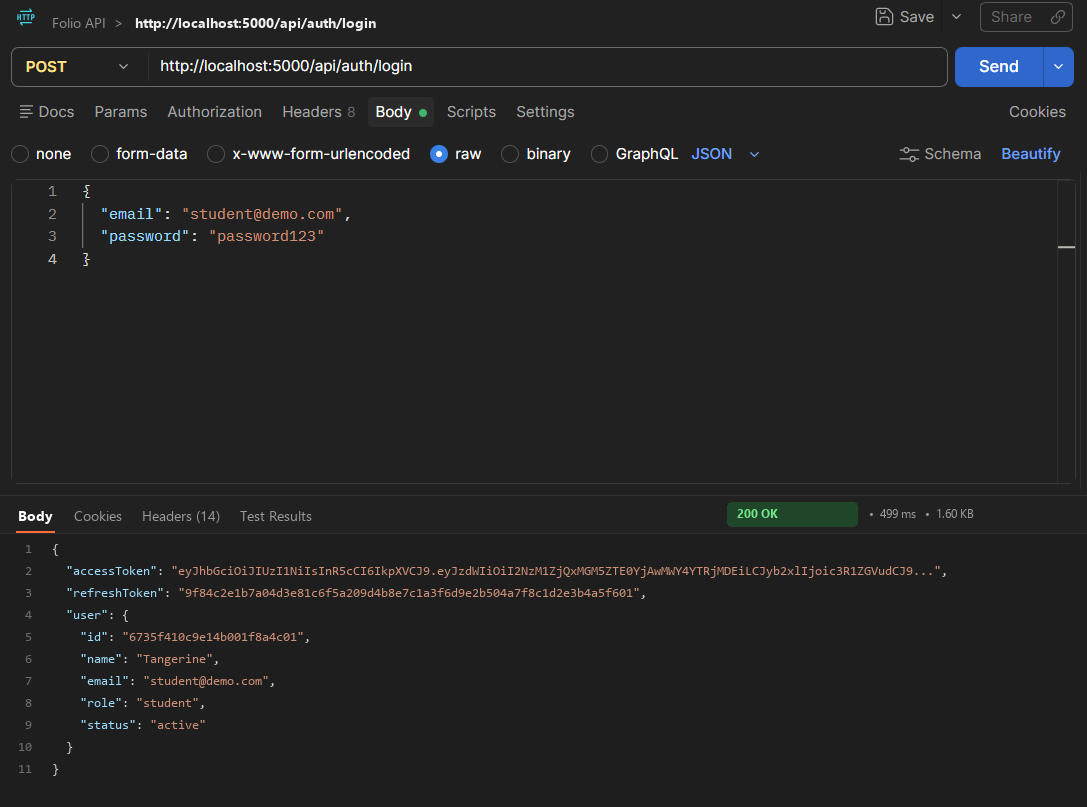 HTTP Folio API > http://localhost:5000/api/auth/login Save Share
POST http://localhost:5000/api/auth/login Send
Docs Params Authorization Headers 8 Body Scripts Settings Cookies
none form-data x-www-form-urlencoded raw binary GraphQL JSON Schema Beautify
1 {
2 "email": "student@demo.com",
3 "password": "password123"
4 }
Body Cookies Headers (14) Test Results 200 OK • 499 ms • 1.60 KB
1 {
2 "accessToken": "eyJhbGciOiJIUzI1NiIsInR5cCI6IkpXVCJ9.eyJzdWIiOiI2NzM1ZjQxMGM5ZTE0YjAwMWY4YTRjMDEiLCJyb2xlIjoic3R1ZGVudCJ9...",
3 "refreshToken": "9f84c2e1b7a04d3e81c6f5a209d4b8e7c1a3f6d9e2b504a7f8c1d2e3b4a5f601",
4 "user": {
5 "id": "6735f410c9e14b001f8a4c01",
6 "name": "Tangerine",
7 "email": "student@demo.com",
8 "role": "student",
9 "status": "active"
10 }
11 }